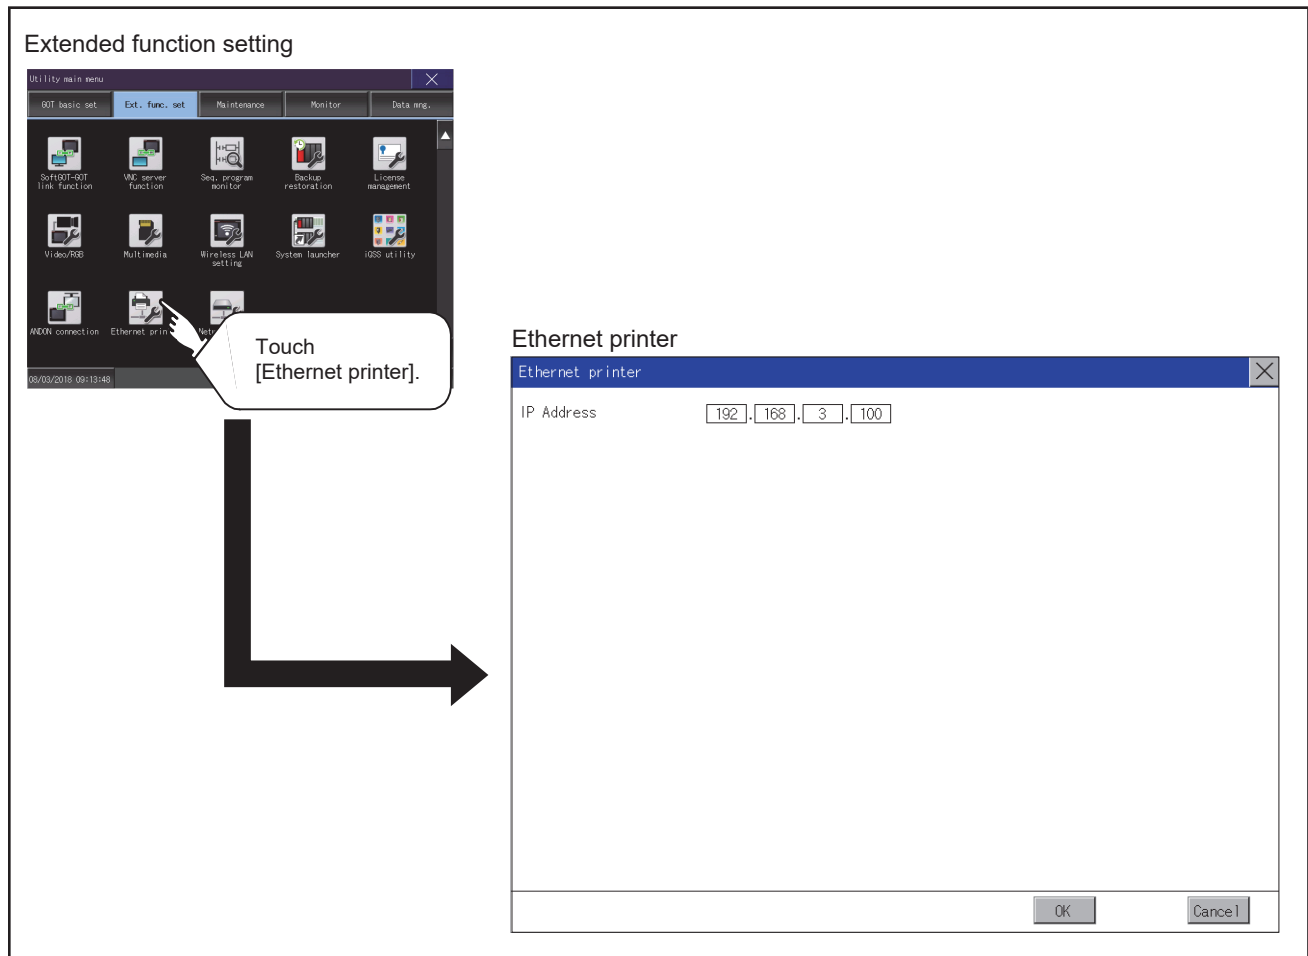 Extended function setting
Utility main menu
GOT basic set
Ext. func. set
Maintenance
Monitor
Data mng.
SoftGOT-GOT
link function
VNC server
function
Seq. program
monitor
Backup
restoration
License
management
Video/RGB
Multimedia
Wireless LAN
setting
System launcher
iQSS utility
ANDON connection
Ethernet prin
Net
Touch
[Ethernet printer].
08/03/2018 09:13:48
Ethernet printer
Ethernet printer
IP Address
192 . 168 . 3 . 100
OK
Cancel